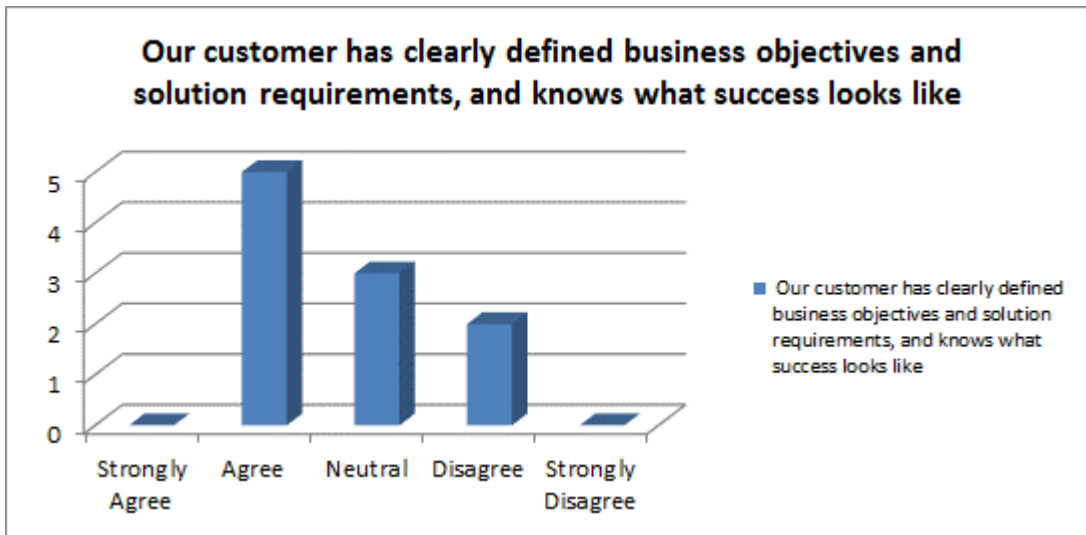 Our customer has clearly defined business objectives and
solution requirements, and knows what success looks like
5
4
3
2
1
0
Strongly Agree
Agree
Neutral
Disagree
Strongly Disagree
Our customer has clearly defined
business objectives and solution
requirements, and knows what
success looks like